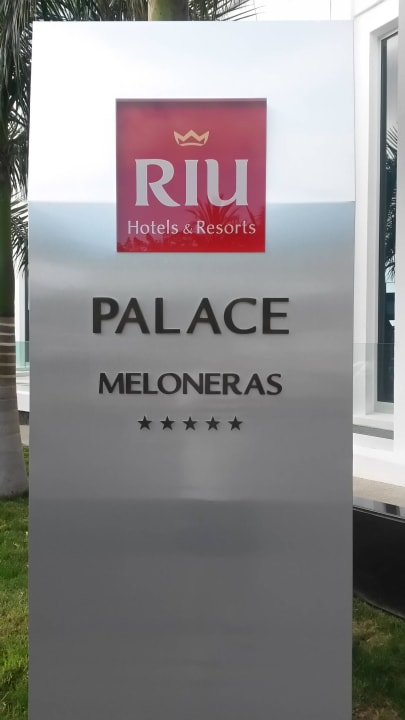 RIU
Hotels & Resorts
PALACE
MELONERAS
★★★★★